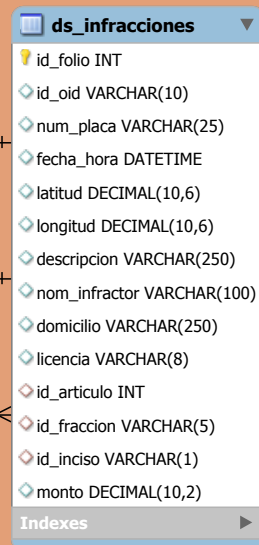 ds_infracciones
id_folio INT
id_oid VARCHAR(10)
num_placa VARCHAR(25)
fecha_hora DATETIME
latitud DECIMAL(10,6)
longitud DECIMAL(10,6)
descripcion VARCHAR(250)
nom_infractor VARCHAR(100)
domicilio VARCHAR(250)
licencia VARCHAR(8)
id_articulo INT
id_fraccion VARCHAR(5)
id_inciso VARCHAR(1)
monto DECIMAL(10,2)
Indexes